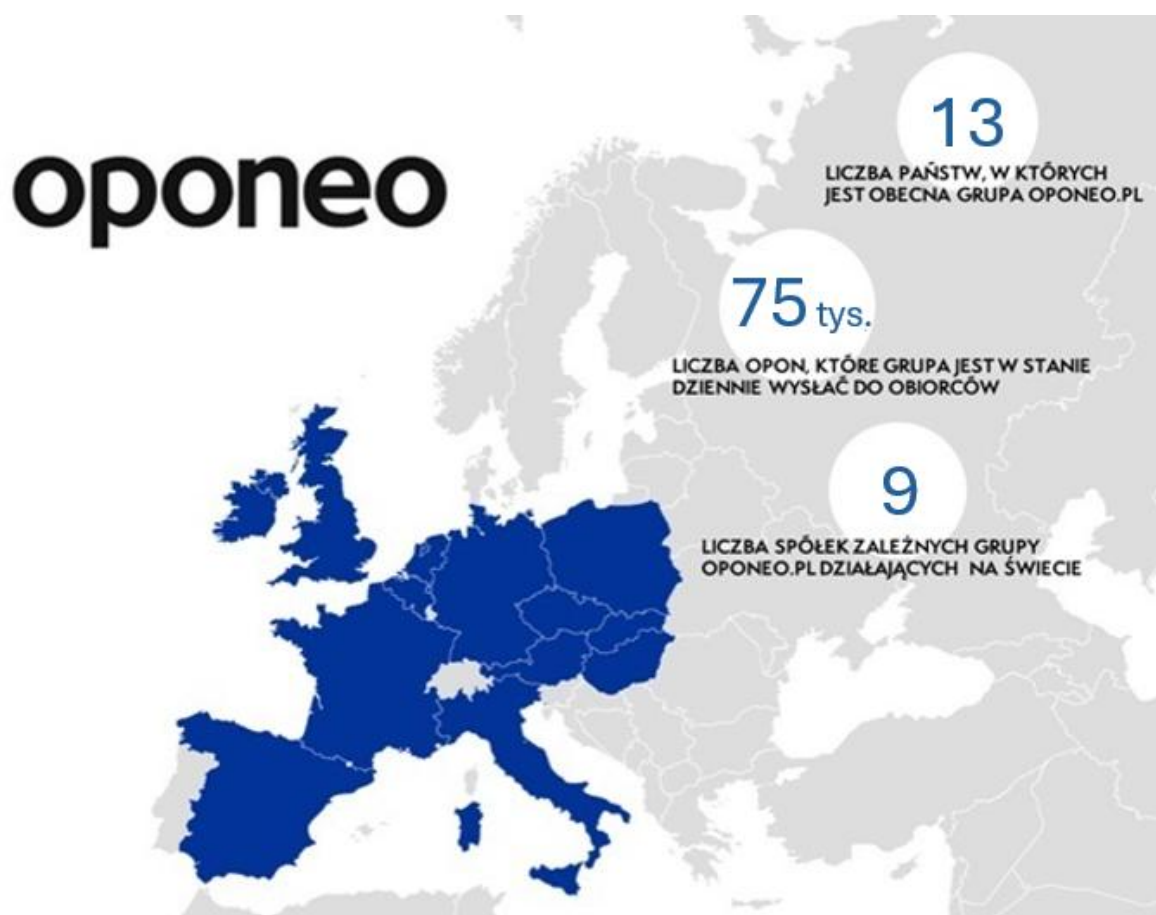 oponeo
13
LICZBA PAŃSTW, W KTÓRYCH
JEST OBECNA GRUPA OPONEO.PL
75 tys.
LICZBA OPON, KTÓRE GRUPA JEST W STANIE
DZIENNIE WYSŁAĆ DO OBIORCÓW
9
LICZBA SPÓŁEK ZALEŻNYCH GRUPY
OPONEO.PL DZIAŁAJĄCYCH NA ŚWIECIE